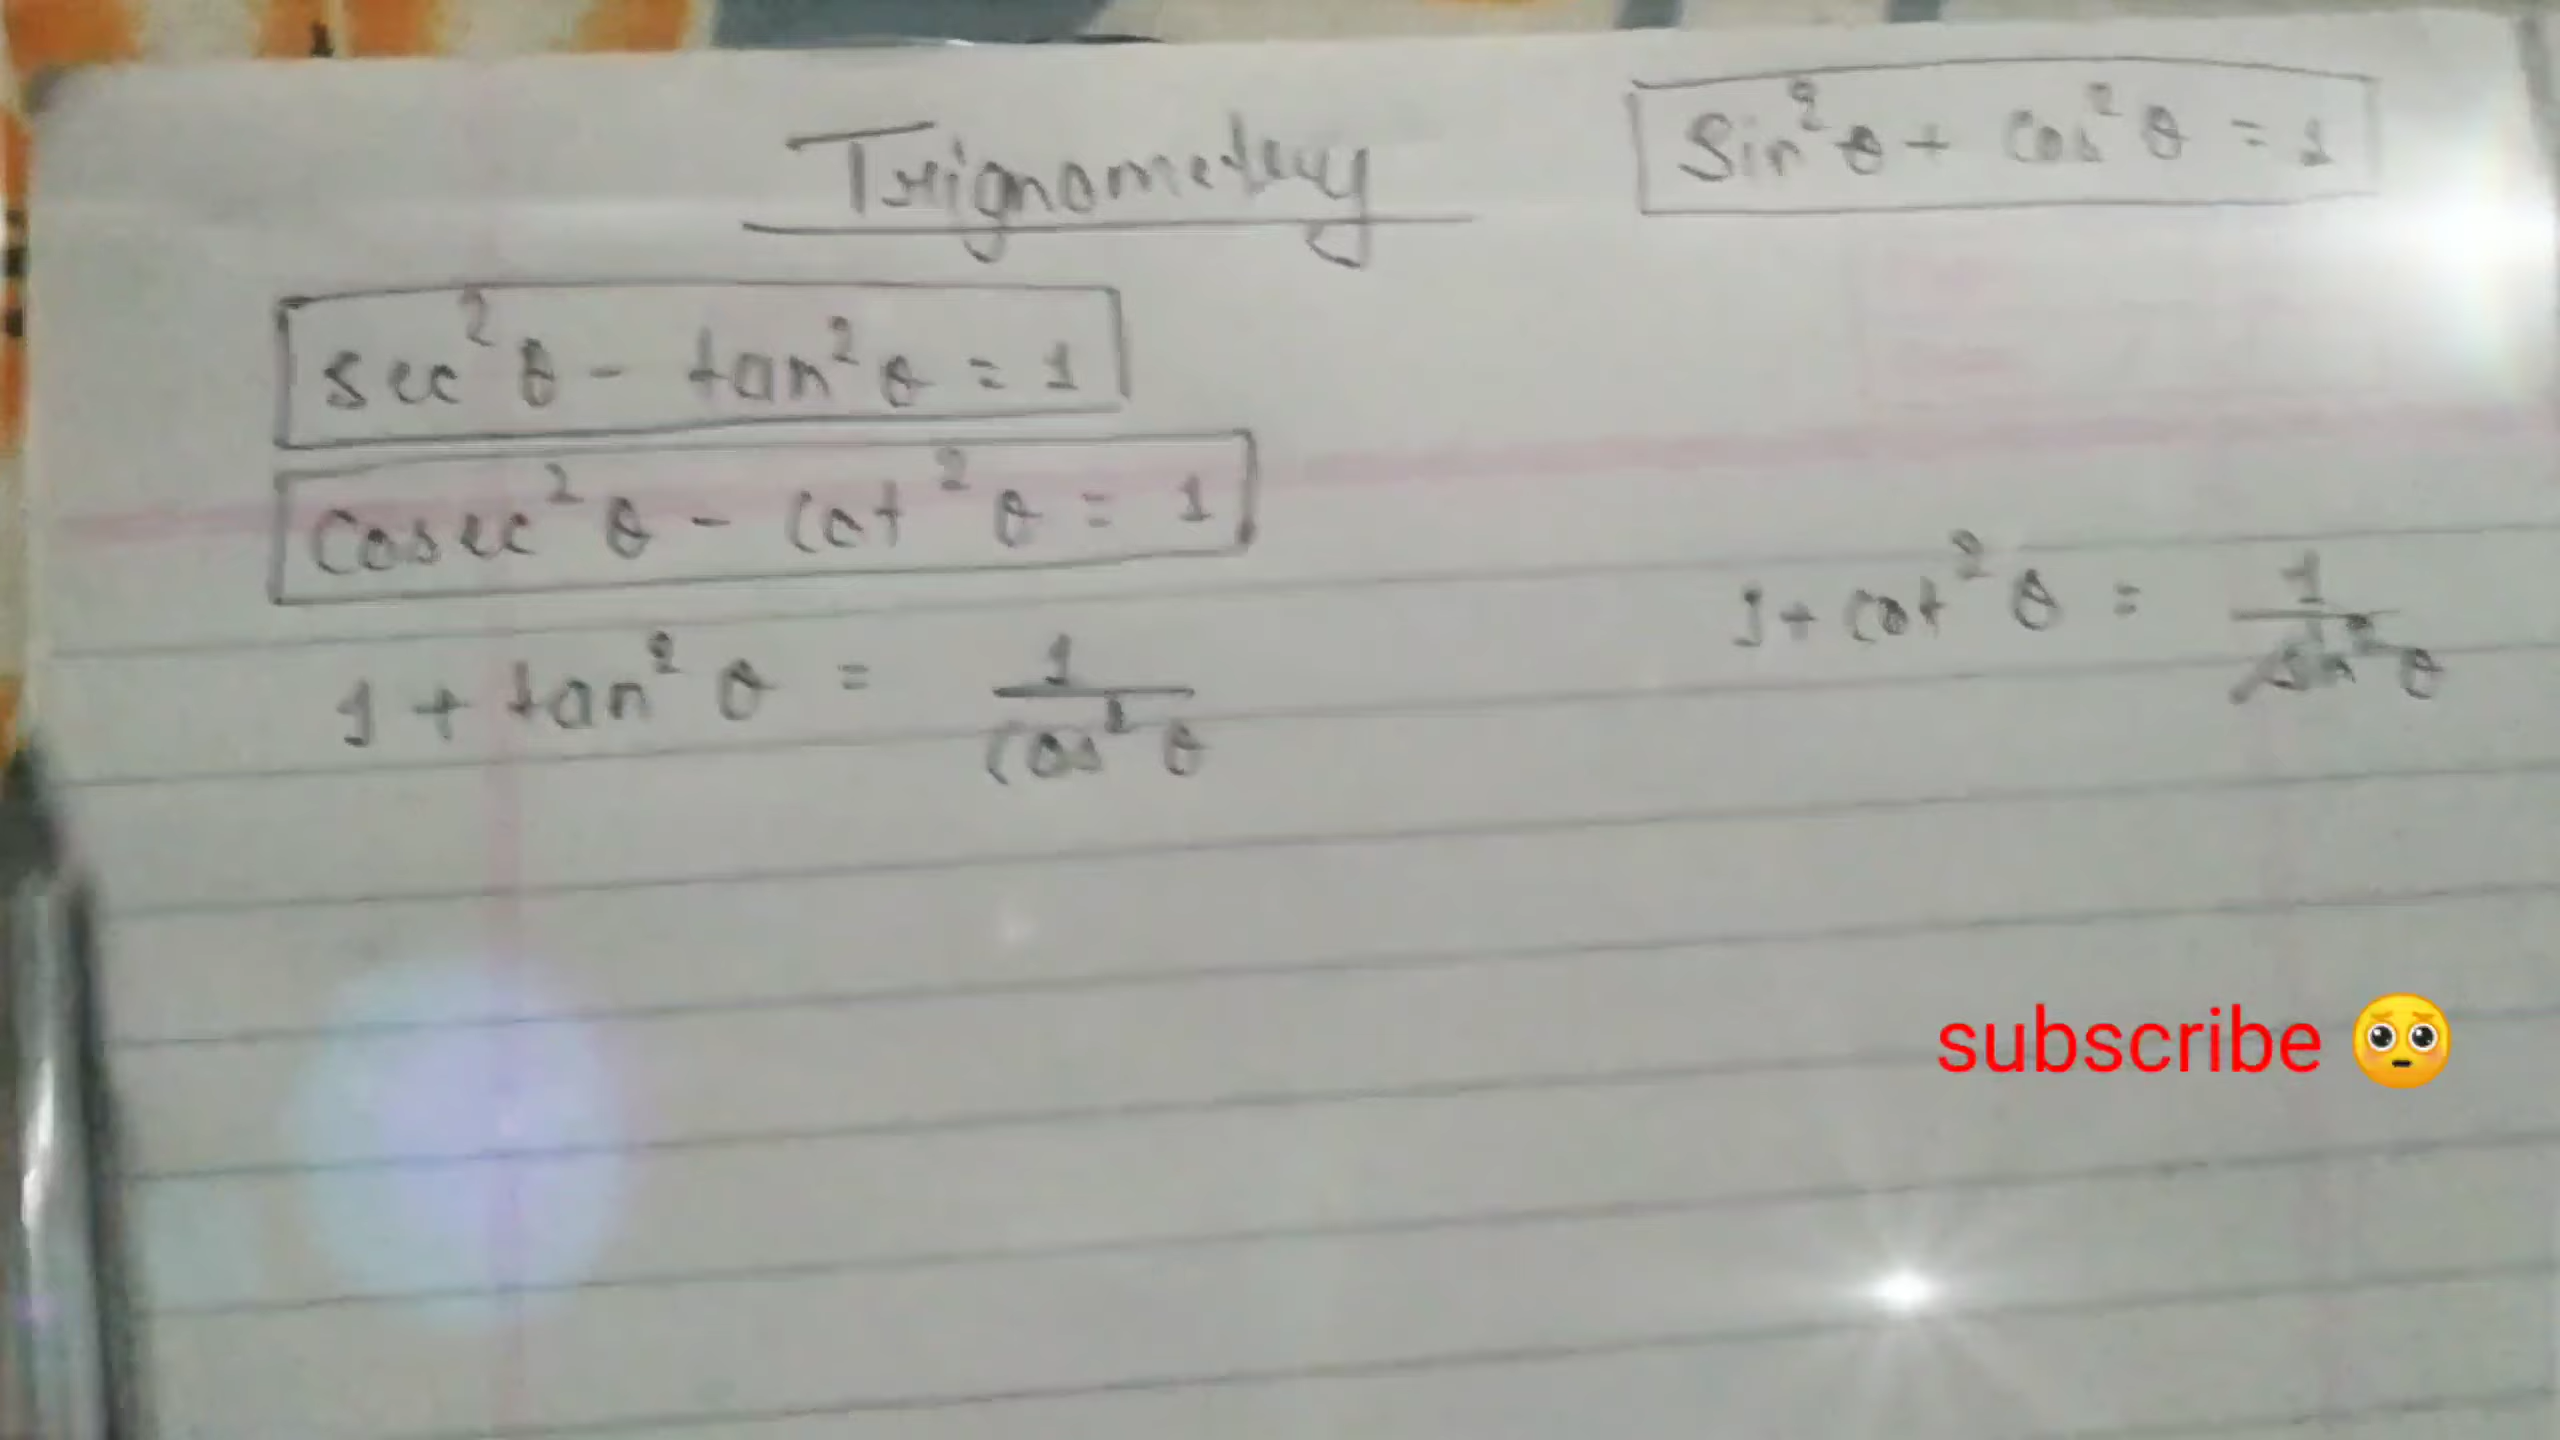 Trignometry
Sin²θ + cos²θ = 1
sec²θ - tan²θ = 1
cosec²θ - cot²θ = 1
1 + cot²θ = 1/sin²θ
1 + tan²θ = 1/cos²θ
subscribe 🥺